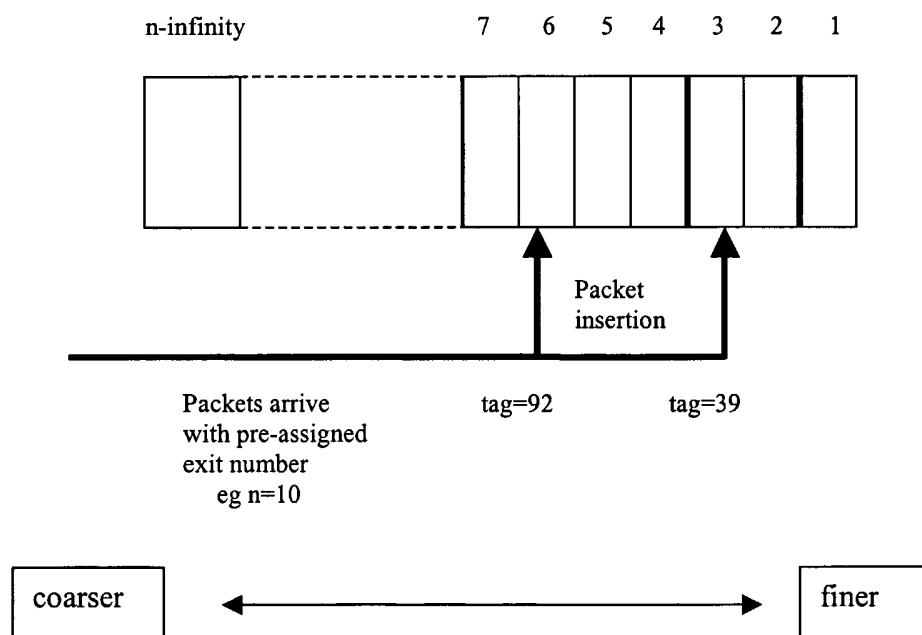 n-infinity 7 6 5 4 3 2 1
Packet
insertion
Packets arrive
with pre-assigned
exit number
eg n=10
tag=92 tag=39
coarser finer